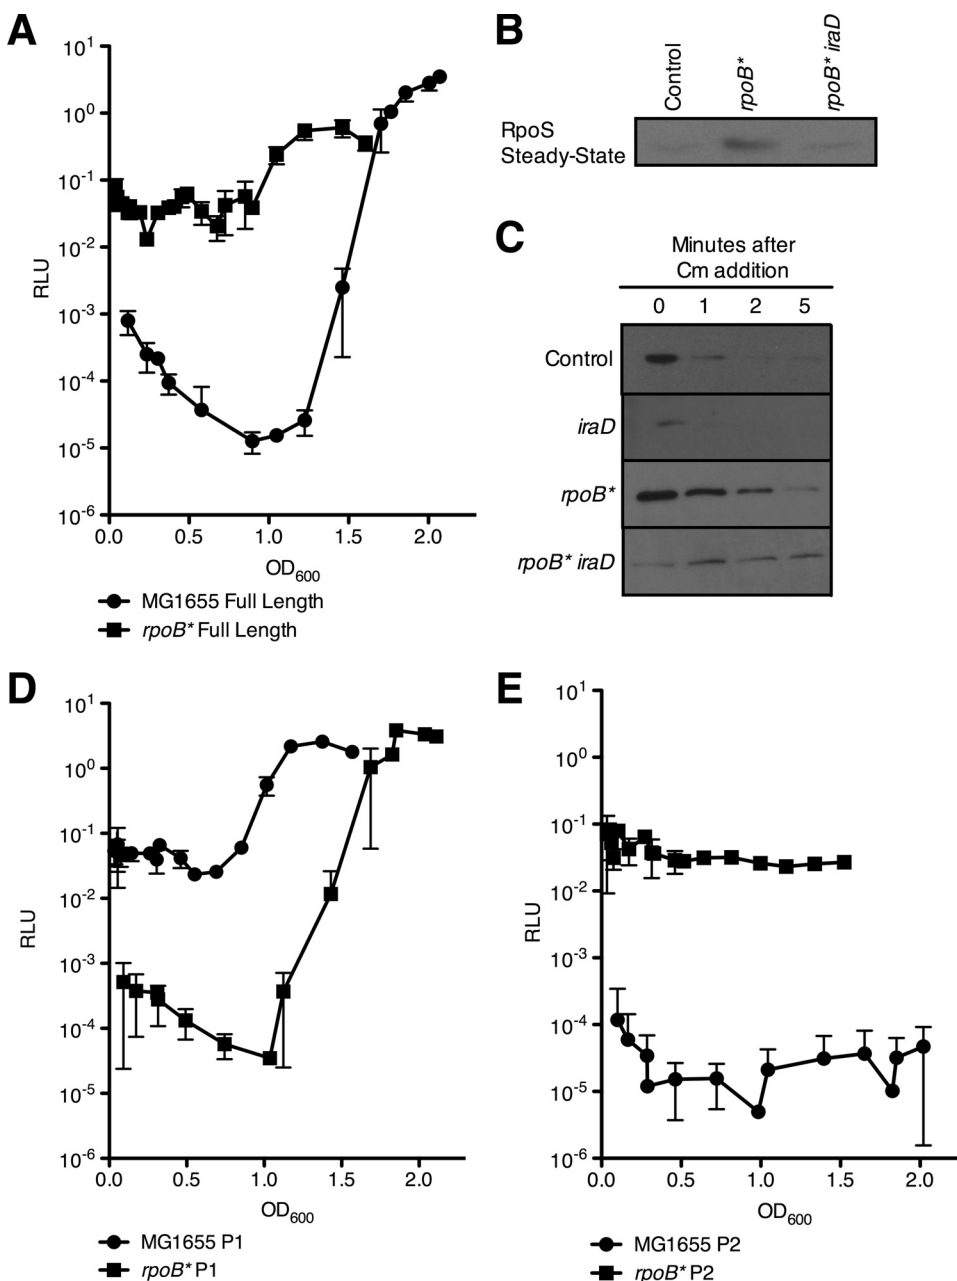 A
10^1
10^0
10^-1
10^-2
10^-3
10^-4
10^-5
10^-6
RLU
0.0 0.5 1.0 1.5 2.0
OD600
MG1655 Full Length
rpoB* Full Length
B
Control
rpoB*
rpoB* iraD
RpoS
Steady-State
C
Minutes after
Cm addition
0 1 2 5
Control
iraD
rpoB*
rpoB* iraD
D
10^1
10^0
10^-1
10^-2
10^-3
10^-4
10^-5
10^-6
RLU
0.0 0.5 1.0 1.5 2.0
OD600
MG1655 P1
rpoB* P1
E
10^1
10^0
10^-1
10^-2
10^-3
10^-4
10^-5
10^-6
RLU
0.0 0.5 1.0 1.5 2.0
OD600
MG1655 P2
rpoB* P2